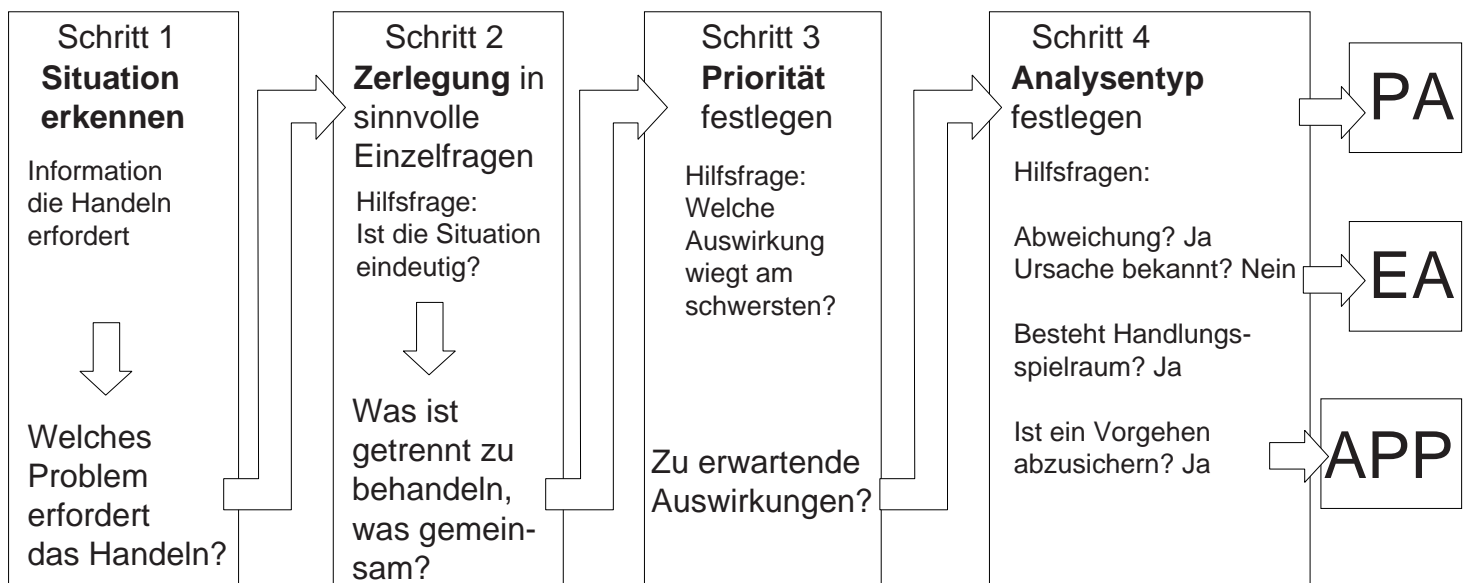 Schritt 1
Situation
erkennen
Information
die Handeln
erfordert
Welches
Problem
erfordert
das Handeln?
Schritt 2
Zerlegung in
sinnvolle
Einzelfragen
Hilfsfrage:
Ist die Situation
eindeutig?
Was ist
getrennt zu
behandeln,
was gemein-
sam?
Schritt 3
Priorität
festlegen
Hilfsfrage:
Welche
Auswirkung
wiegt am
schwersten?
Zu erwartende
Auswirkungen?
Schritt 4
Analysentyp
festlegen
Hilfsfragen:
Abweichung? Ja
Ursache bekannt? Nein
Besteht Handlungs-
spielraum? Ja
Ist ein Vorgehen
abzusichern? Ja
PA
EA
APP